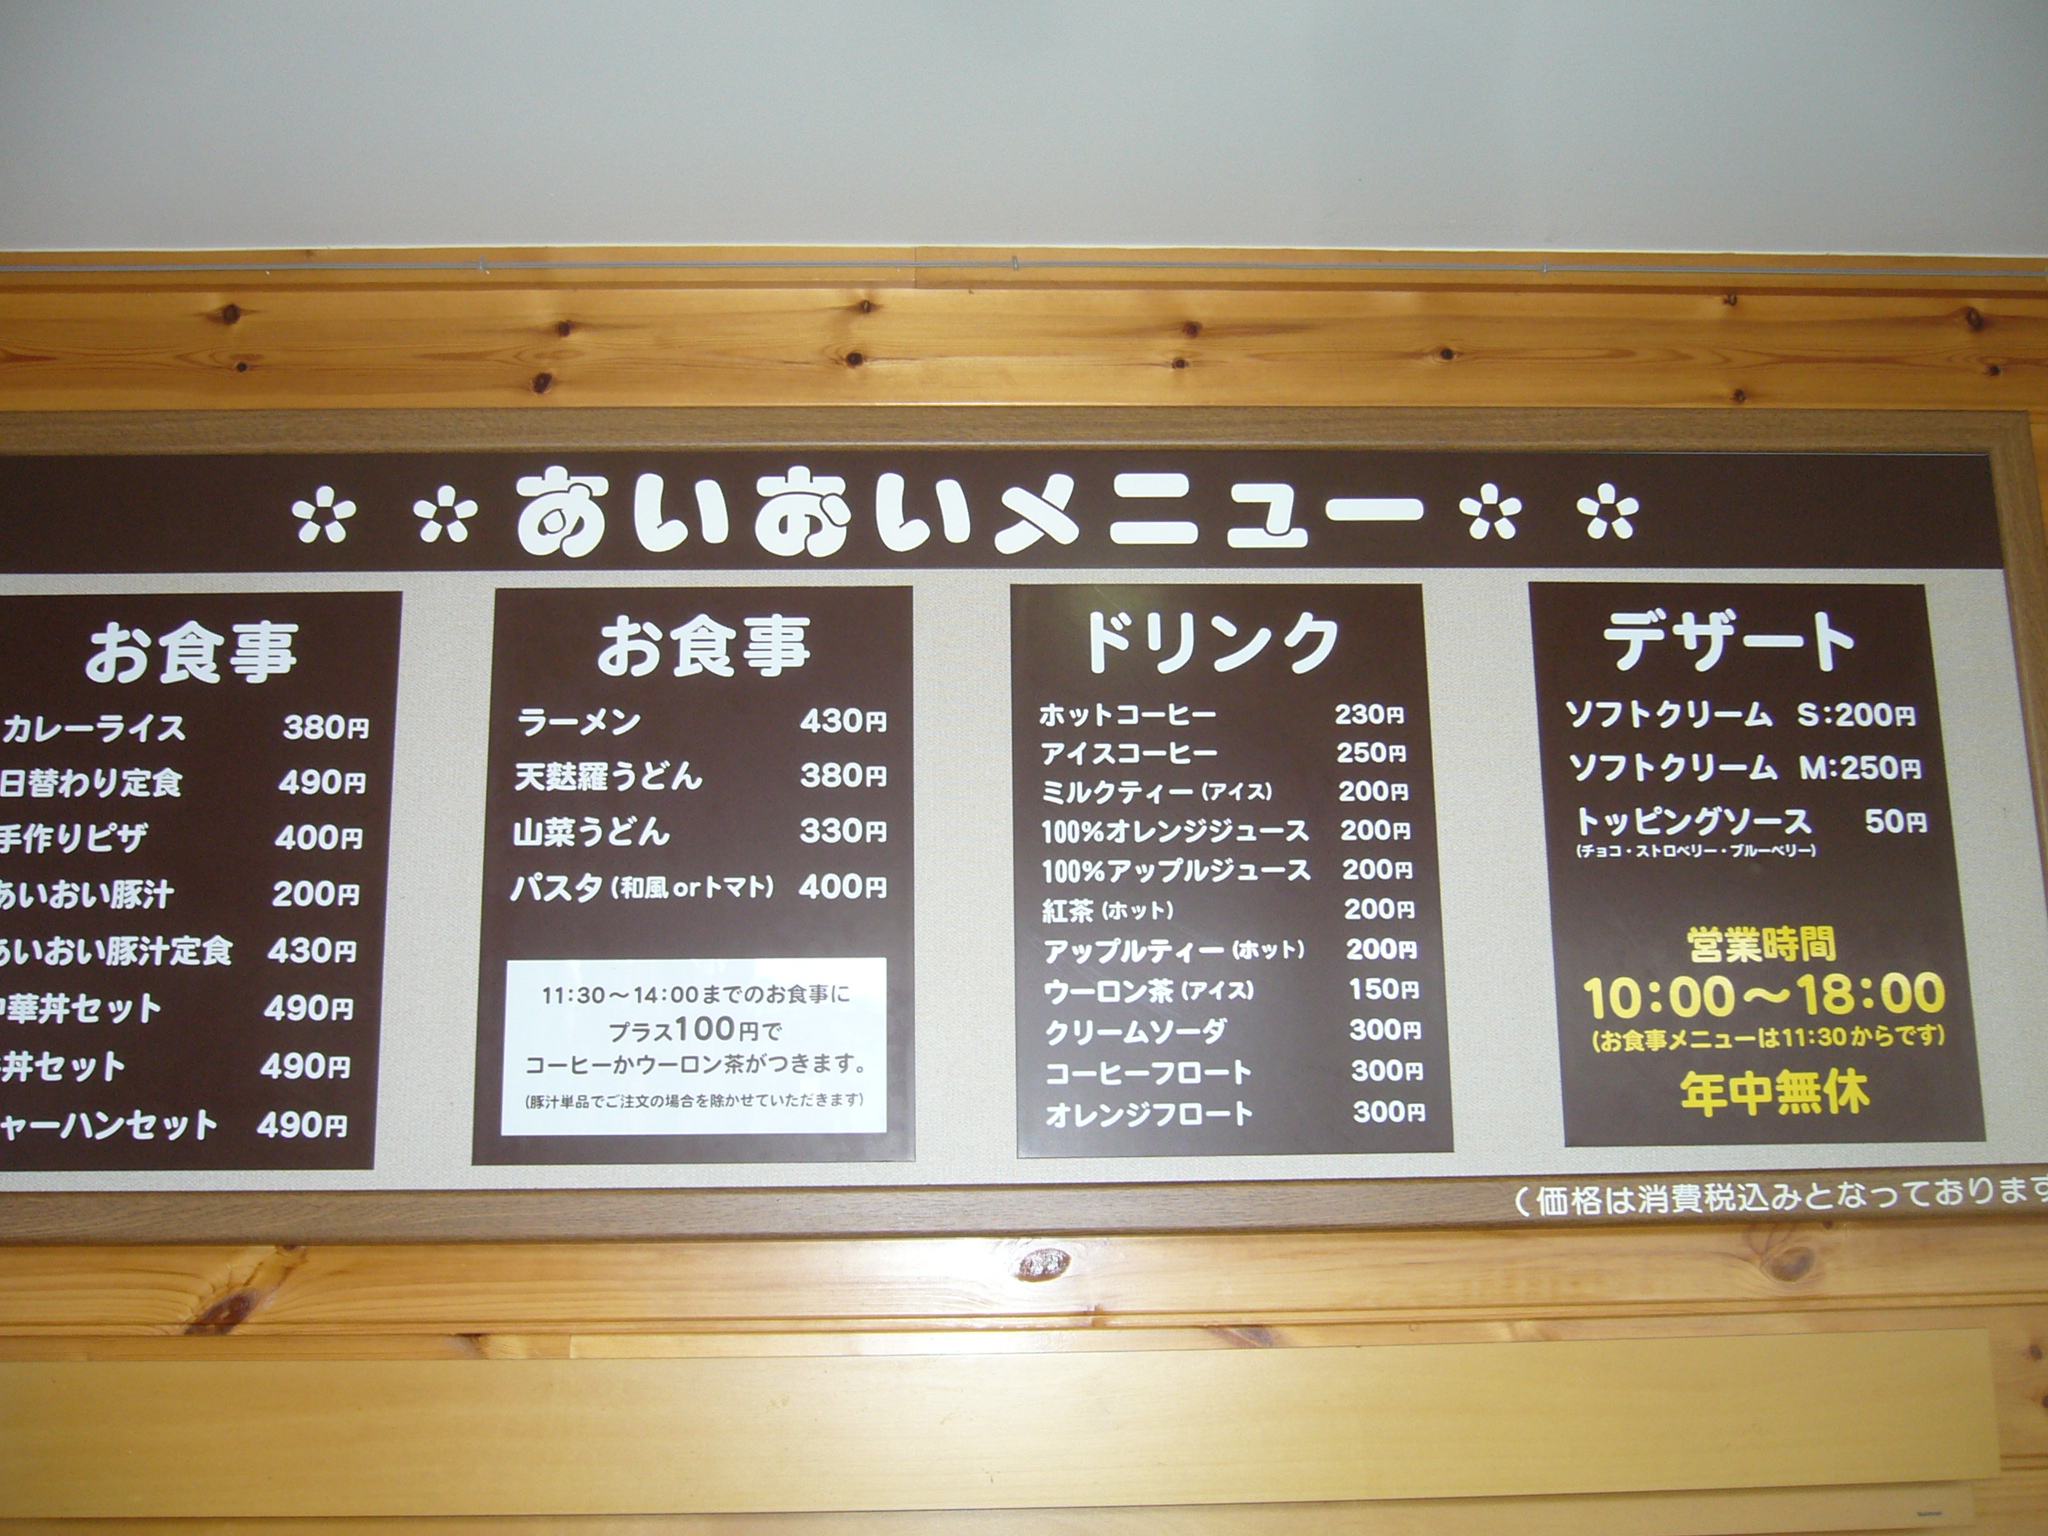 あいおいメニュー
お食事
カレーライス 380円
日替わり定食 490円
手作りピザ 400円
あいおい豚汁 200円
あいおい豚汁定食 430円
中華丼セット 490円
丼セット 490円
ャーハンセット 490円
お食事
ラーメン 430円
天麩羅うどん 380円
山菜うどん 330円
パスタ(和風orトマト) 400円
11:30～14:00までのお食事に
プラス100円で
コーヒーかウーロン茶がつきます。
(豚汁単品でご注文の場合を除かせていただきます)
ドリンク
ホットコーヒー 230円
アイスコーヒー 250円
ミルクティー(アイス) 200円
100%オレンジジュース 200円
100%アップルジュース 200円
紅茶(ホット) 200円
アップルティー(ホット) 200円
ウーロン茶(アイス) 150円
クリームソーダ 300円
コーヒーフロート 300円
オレンジフロート 300円
デザート
ソフトクリーム S:200円
ソフトクリーム M:250円
トッピングソース 50円
(チョコ・ストロベリー・ブルーベリー)
営業時間
10:00～18:00
(お食事メニューは11:30からです)
年中無休
(価格は消費税込みとなっております